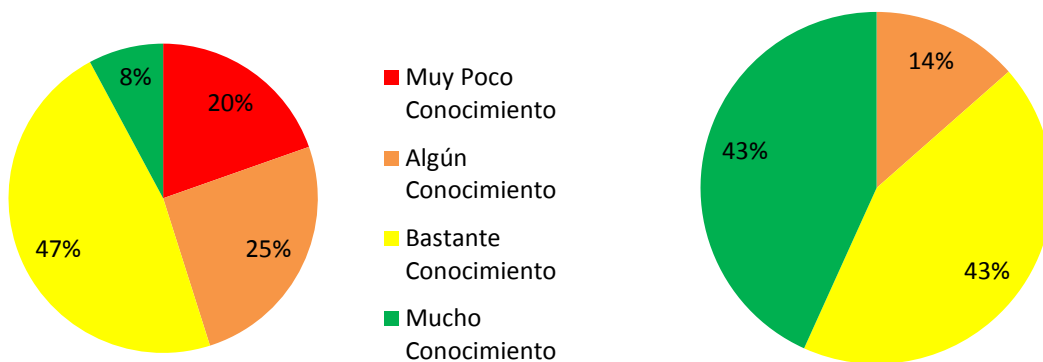 8%
20%
47%
25%
Muy Poco
Conocimiento
Algún
Conocimiento
Bastante
Conocimiento
Mucho
Conocimiento
14%
43%
43%